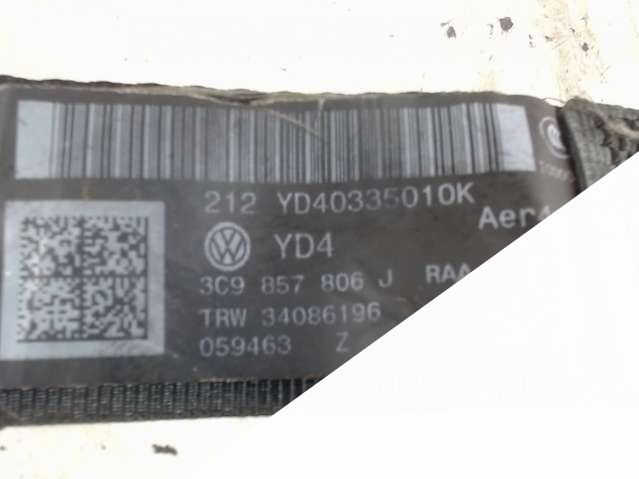 212 YD40335010K
YD4
3C9 857 806 J RAA
TRW 34086196
059463 Z